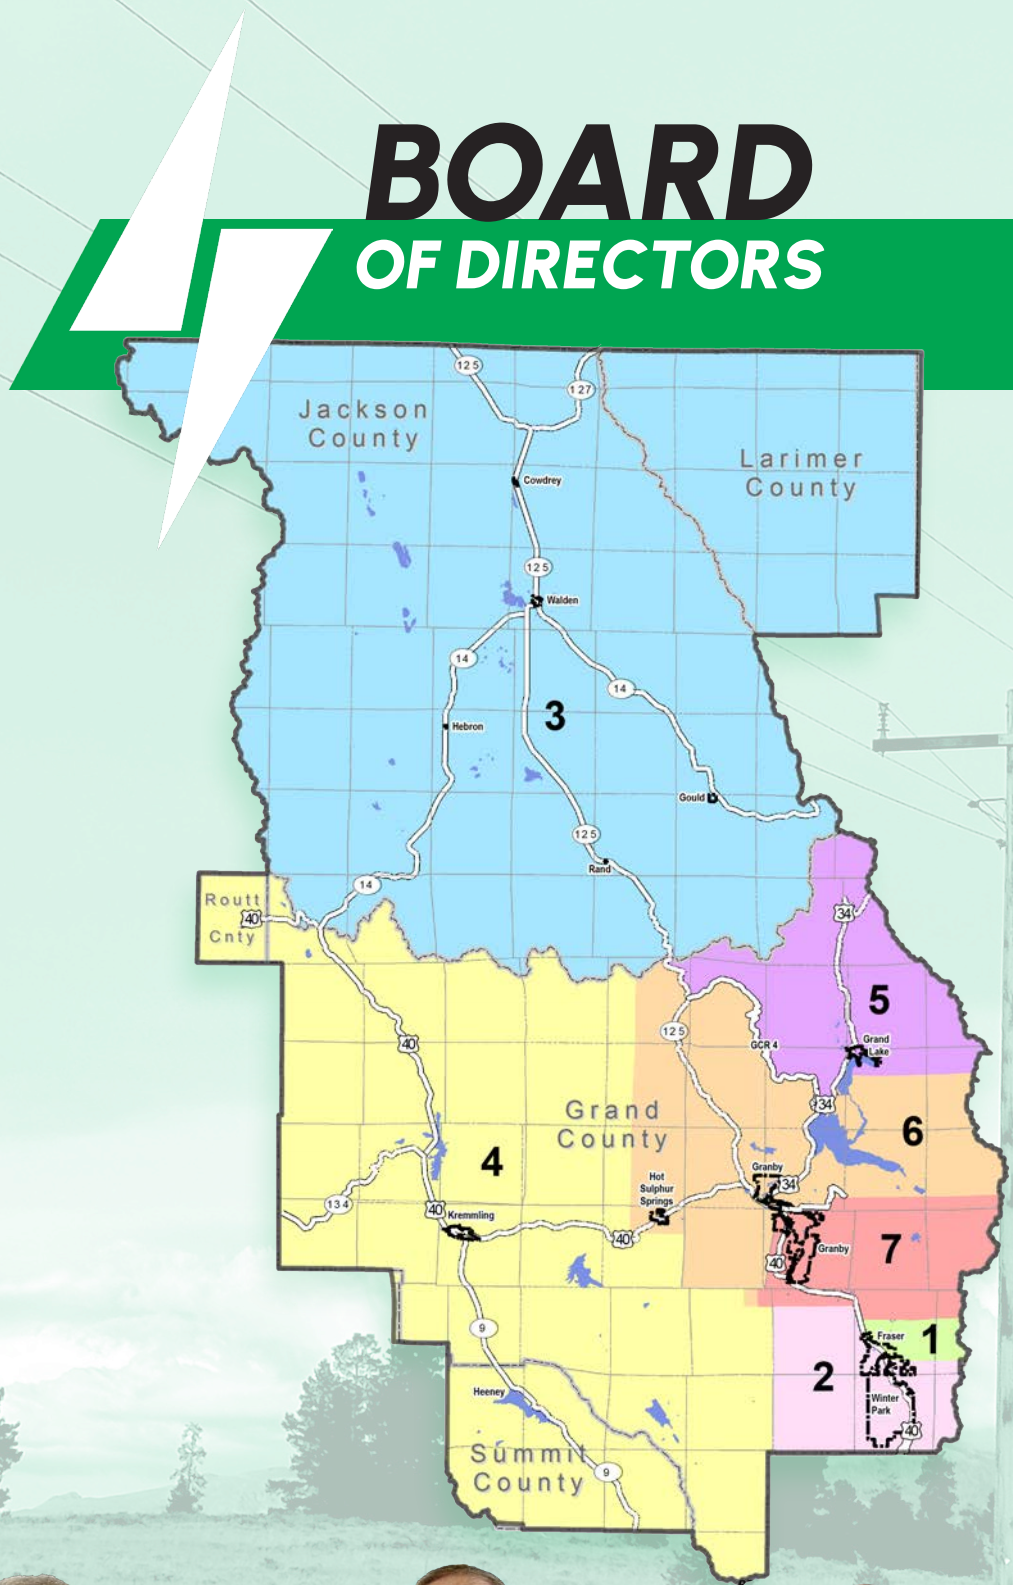 BOARD
OF DIRECTORS
125
127
Jackson
County
Larimer
County
Cowdrey
125
Walden
14
14
3
Hebron
Gould
125
Rand
14
Routt
Cnty
40
34
5
125
GCR 4
Grand
Lake
40
34
Grand
County
6
4
Granby
34
Hot
Sulphur
Springs
134
40
Kremmling
40
Granby
7
40
9
Fraser
1
2
Heeney
Winter
Park
40
Summit
County
9